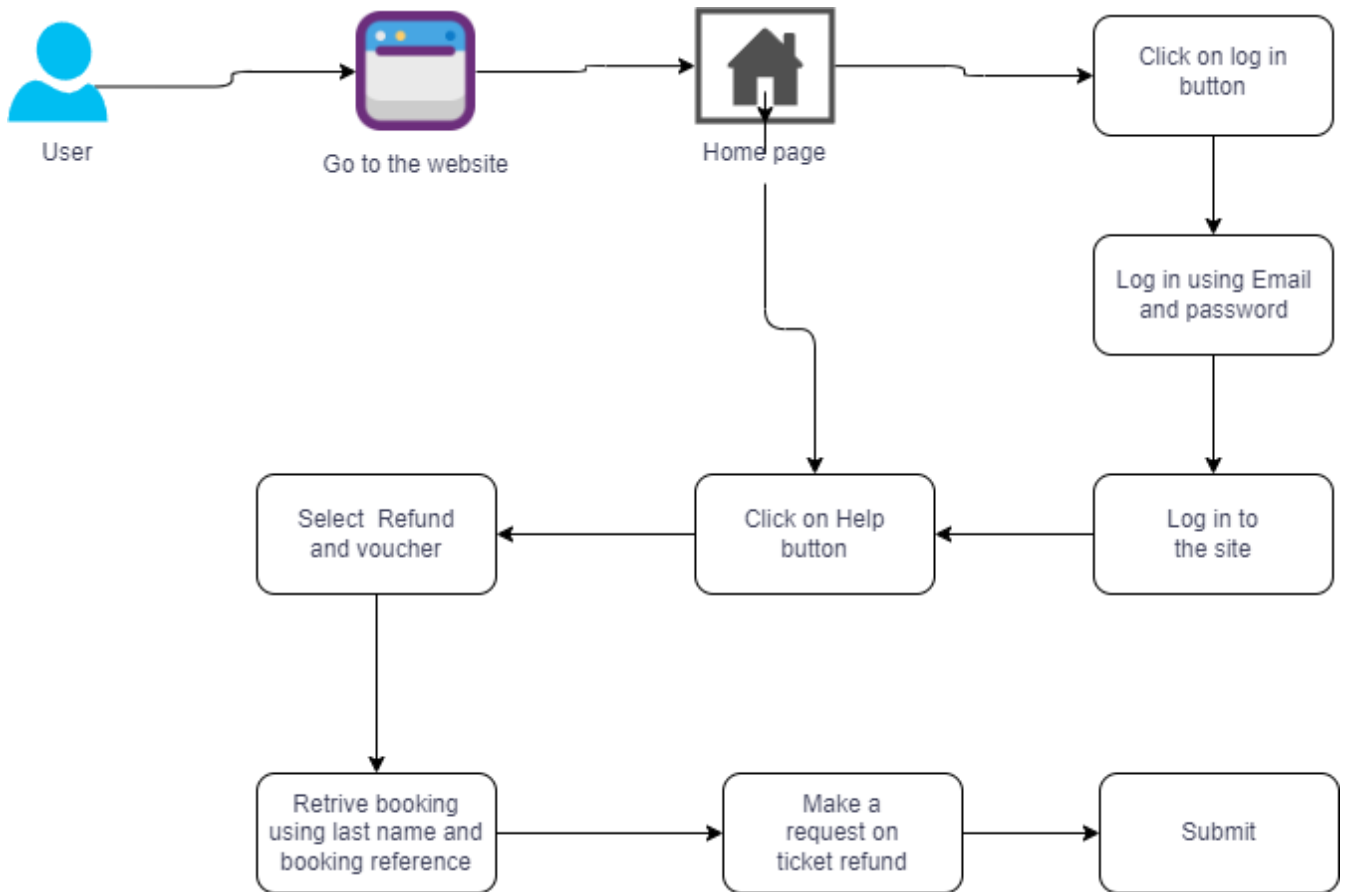 User
Go to the website
Home page
Click on log in
button
Log in using Email
and password
Log in to
the site
Click on Help
button
Select  Refund
and voucher
Retrive booking
using last name and
booking reference
Make a
request on
ticket refund
Submit